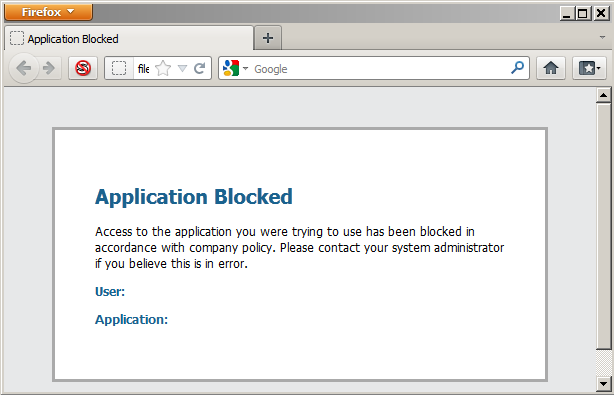 Firefox
Application Blocked
file
Google
Application Blocked
Access to the application you were trying to use has been blocked in
accordance with company policy. Please contact your system administrator
if you believe this is in error.
User:
Application: